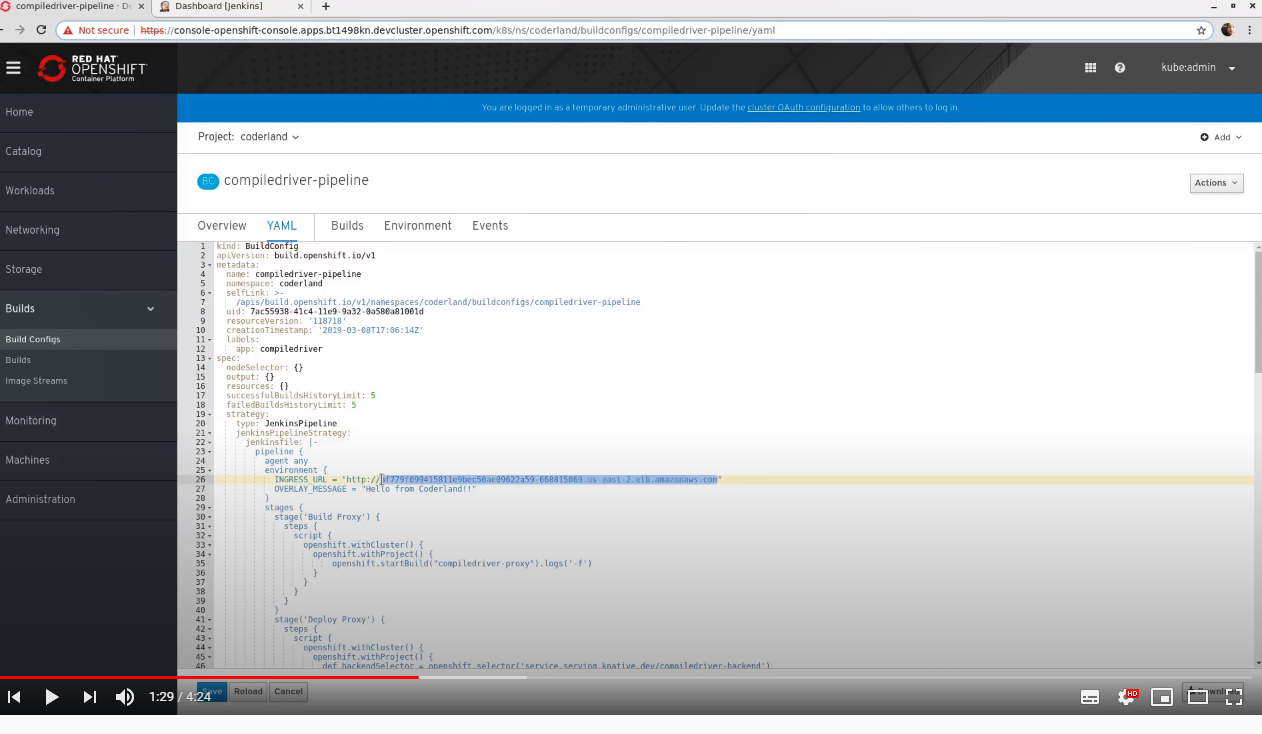 compiledriver-pipeline - De
Dashboard [Jenkins]
Not secure | https://console-openshift-console.apps.bt1498kn.devcluster.openshift.com/k8s/ns/coderland/buildconfigs/compiledriver-pipeline/yaml
RED HAT
OPENSHIFT
Container Platform
kube:admin
You are logged in as a temporary administrative user. Update the cluster OAuth configuration to allow others to log in.
Home
Catalog
Workloads
Networking
Storage
Builds
Build Configs
Builds
Image Streams
Monitoring
Machines
Administration
Project: coderland
Add
BC compiledriver-pipeline
Actions
Overview YAML Builds Environment Events
1 kind: BuildConfig
2 apiVersion: build.openshift.io/v1
3 metadata:
4 name: compiledriver-pipeline
5 namespace: coderland
6 selfLink: >-
7 /apis/build.openshift.io/v1/namespaces/coderland/buildconfigs/compiledriver-pipeline
8 uid: 7ac55938-41c4-11e9-9a32-0a580a81001d
9 resourceVersion: '118718'
10 creationTimestamp: '2019-03-08T17:06:14Z'
11 labels:
12 app: compiledriver
13 spec:
14 nodeSelector: {}
15 output: {}
16 resources: {}
17 successfulBuildsHistoryLimit: 5
18 failedBuildsHistoryLimit: 5
19 strategy:
20 type: JenkinsPipeline
21 jenkinsPipelineStrategy:
22 jenkinsfile: |-
23 pipeline {
24 agent any
25 environment {
26 INGRESS_URL = "http://af779f099415811e9bec50ae09622a59-668815069.us-east-2.elb.amazonaws.com"
27 OVERLAY_MESSAGE = "Hello from Coderland!!"
28 }
29 stages {
30 stage('Build Proxy') {
31 steps {
32 script {
33 openshift.withCluster() {
34 openshift.withProject() {
35 openshift.startBuild("compiledriver-proxy").logs('-f')
36 }
37 }
38 }
39 }
40 }
41 stage('Deploy Proxy') {
42 steps {
43 script {
44 openshift.withCluster() {
45 openshift.withProject() {
46 def backendSelector = openshift.selector('service.serving.knative.dev/compiledriver-backend')
Save Reload Cancel
Download
1:29 / 4:24
HD